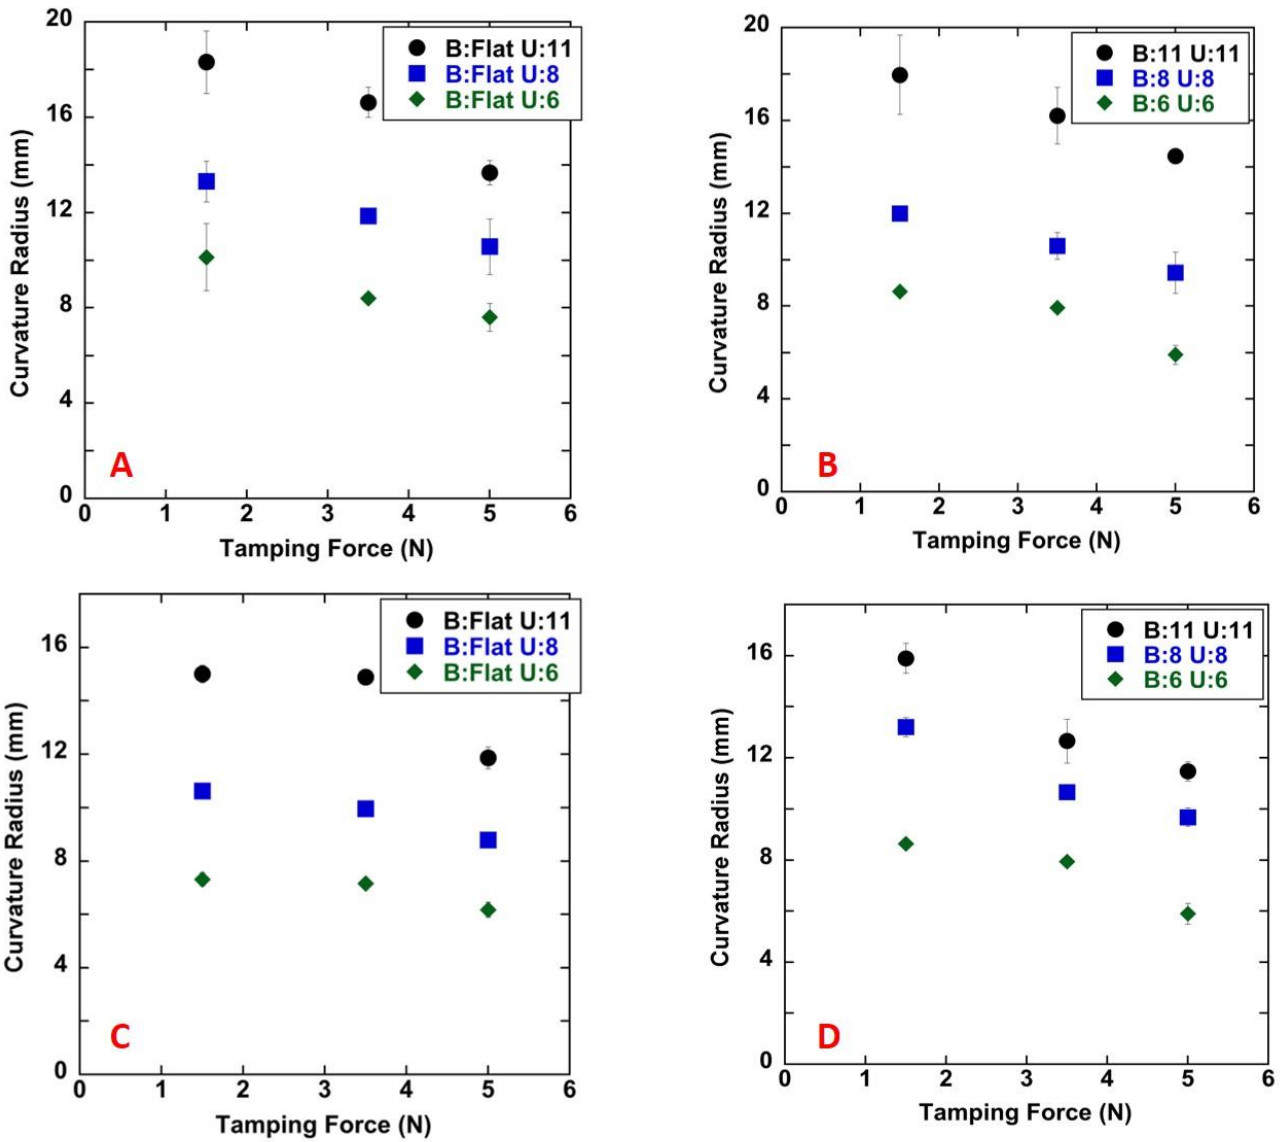 20
16
12
8
4
0
Curvature Radius (mm)
B:Flat U:11
B:Flat U:8
B:Flat U:6
A
0 1 2 3 4 5 6
Tamping Force (N)
20
16
12
8
4
0
Curvature Radius (mm)
B:11 U:11
B:8 U:8
B:6 U:6
B
0 1 2 3 4 5 6
Tamping Force (N)
16
12
8
4
0
Curvature Radius (mm)
B:Flat U:11
B:Flat U:8
B:Flat U:6
C
0 1 2 3 4 5 6
Tamping Force (N)
16
12
8
4
0
Curvature Radius (mm)
B:11 U:11
B:8 U:8
B:6 U:6
D
0 1 2 3 4 5 6
Tamping Force (N)